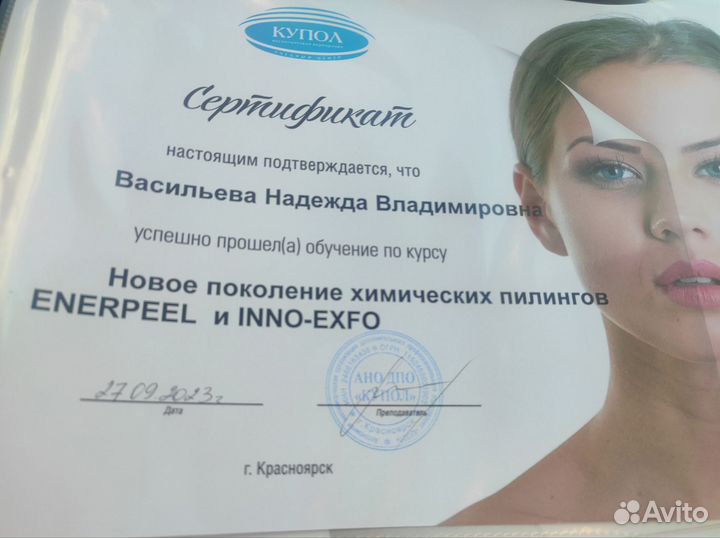 КУПОЛ
Сертификат
настоящим подтверждается, что
Васильева Надежда Владимировна
успешно прошел(а) обучение по курсу
Новое поколение химических пилингов
ENERPEEL и INNO-EXFO
27.09.2023г
Дата
АНО ДПО
«КУПОЛ»
г. Красноярск
Преподаватель
г. Красноярск
Avito